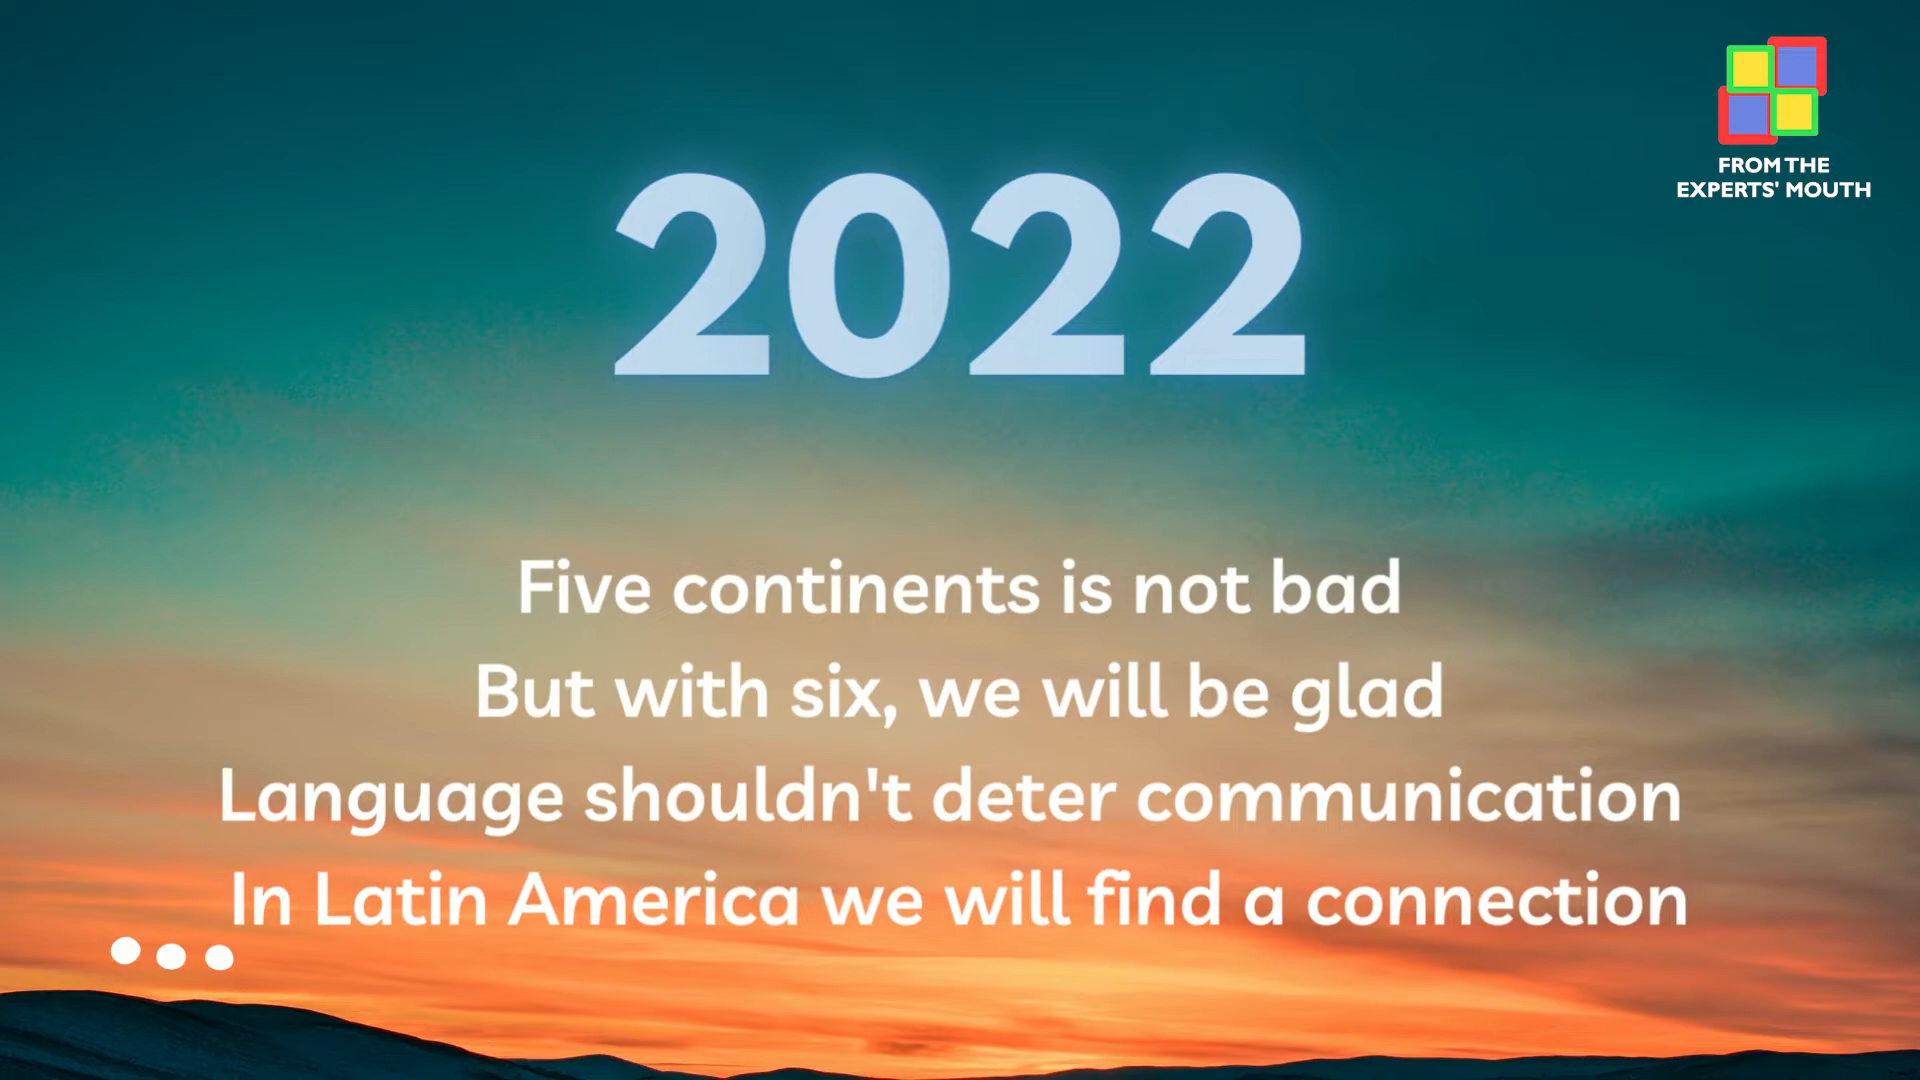 FROM THE
EXPERTS' MOUTH
2022
Five continents is not bad
But with six, we will be glad
Language shouldn't deter communication
In Latin America we will find a connection